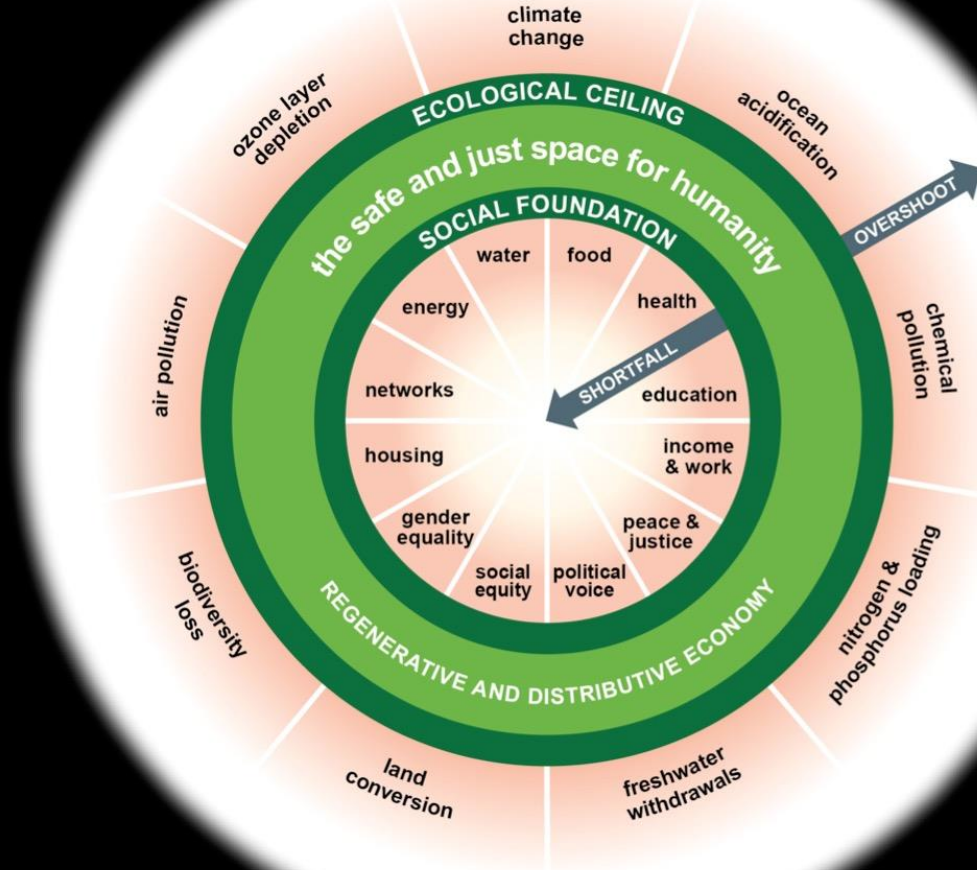 climate
change
ozone layer
depletion
ocean
acidification
ECOLOGICAL CEILING
OVERSHOOT
the safe and just space for humanity
SOCIAL FOUNDATION
water
food
energy
health
SHORTFALL
networks
education
housing
income
& work
gender
equality
peace &
justice
social
equity
political
voice
air pollution
chemical
pollution
biodiversity
loss
nitrogen &
phosphorus loading
REGENERATIVE AND DISTRIBUTIVE ECONOMY
land
conversion
freshwater
withdrawals